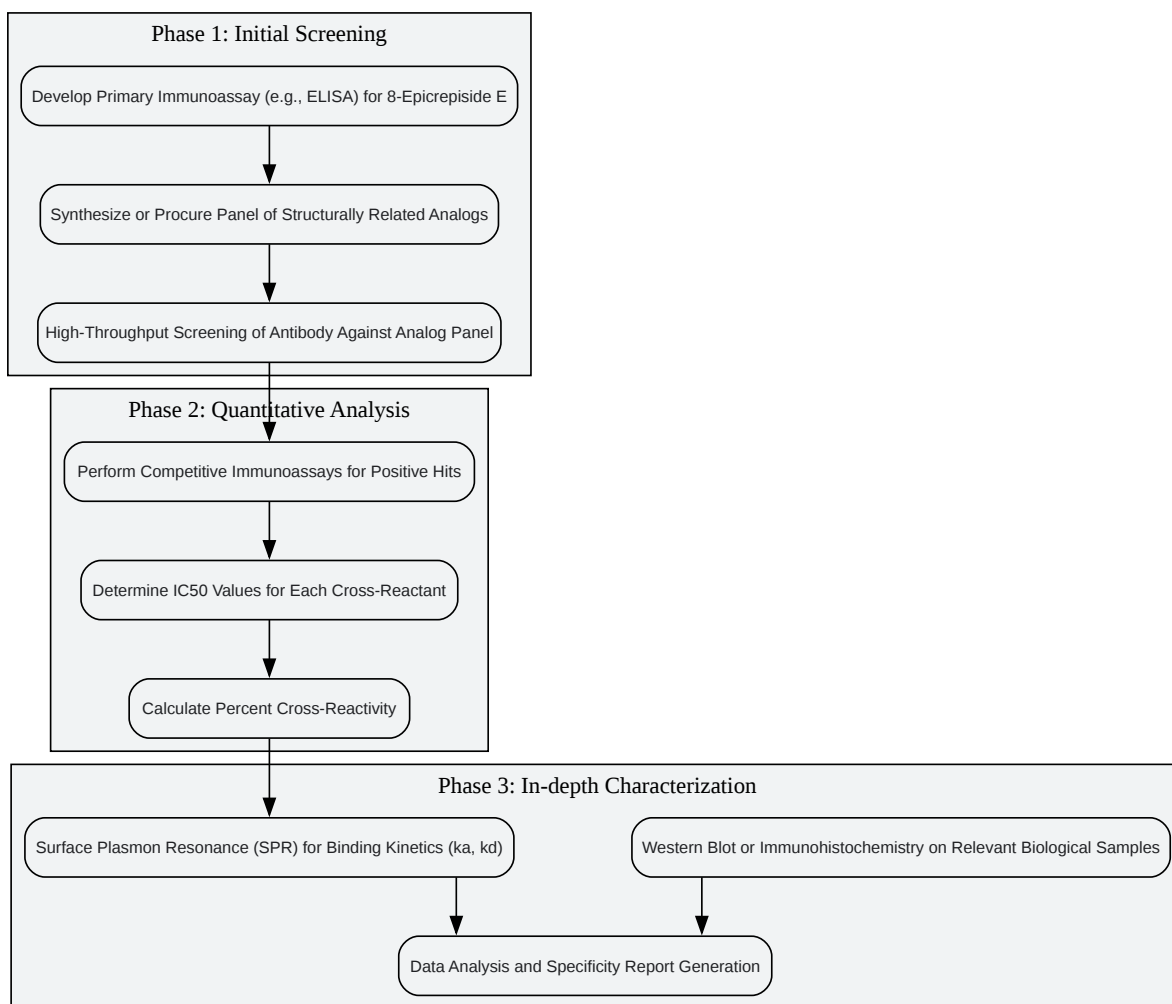 Phase 1: Initial Screening
Develop Primary Immunoassay (e.g., ELISA) for 8-Epicrepiside E
Synthesize or Procure Panel of Structurally Related Analogs
High-Throughput Screening of Antibody Against Analog Panel
Phase 2: Quantitative Analysis
Perform Competitive Immunoassays for Positive Hits
Determine IC50 Values for Each Cross-Reactant
Calculate Percent Cross-Reactivity
Phase 3: In-depth Characterization
Surface Plasmon Resonance (SPR) for Binding Kinetics (ka, kd)
Western Blot or Immunohistochemistry on Relevant Biological Samples
Data Analysis and Specificity Report Generation